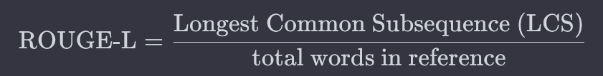 ROUGE-L = Longest Common Subsequence (LCS)
total words in reference